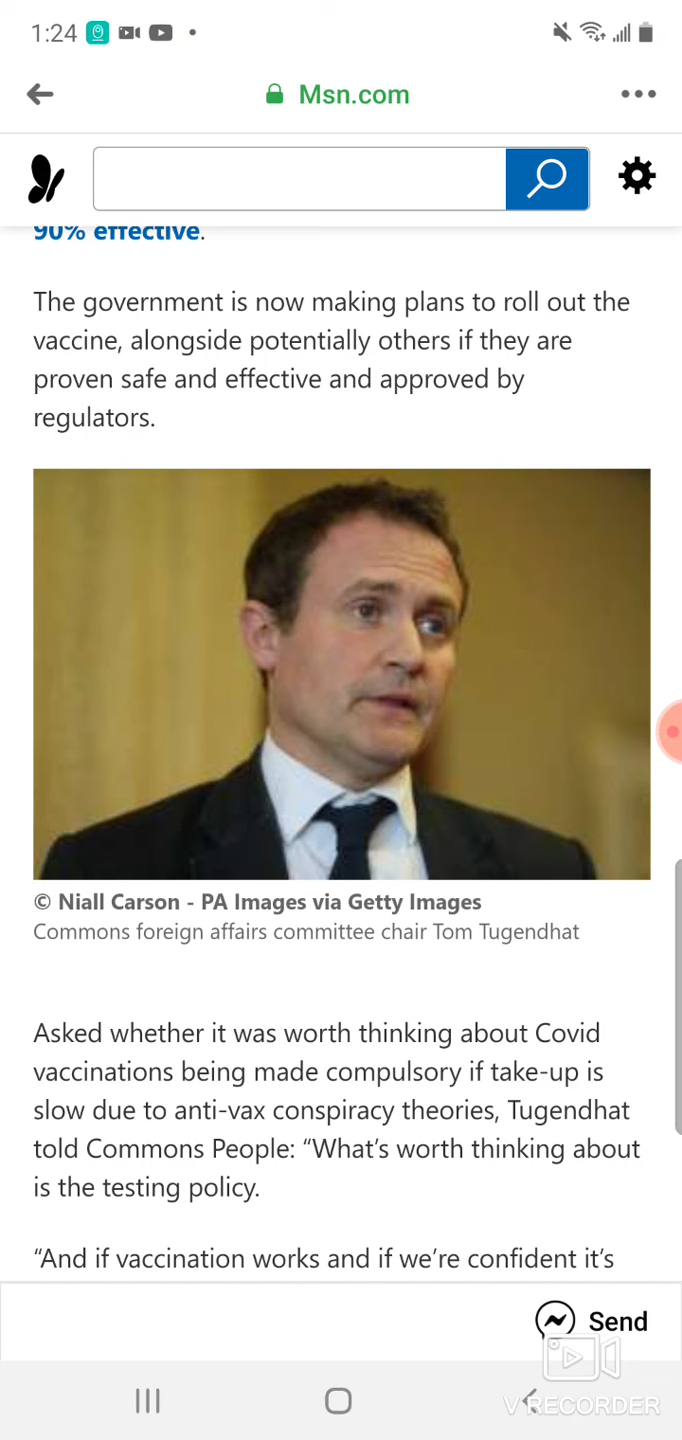 1:24
Msn.com
90% effective.
The government is now making plans to roll out the
vaccine, alongside potentially others if they are
proven safe and effective and approved by
regulators.
© Niall Carson - PA Images via Getty Images
Commons foreign affairs committee chair Tom Tugendhat
Asked whether it was worth thinking about Covid
vaccinations being made compulsory if take-up is
slow due to anti-vax conspiracy theories, Tugendhat
told Commons People: “What’s worth thinking about
is the testing policy.
“And if vaccination works and if we’re confident it’s
Send
V RECORDER